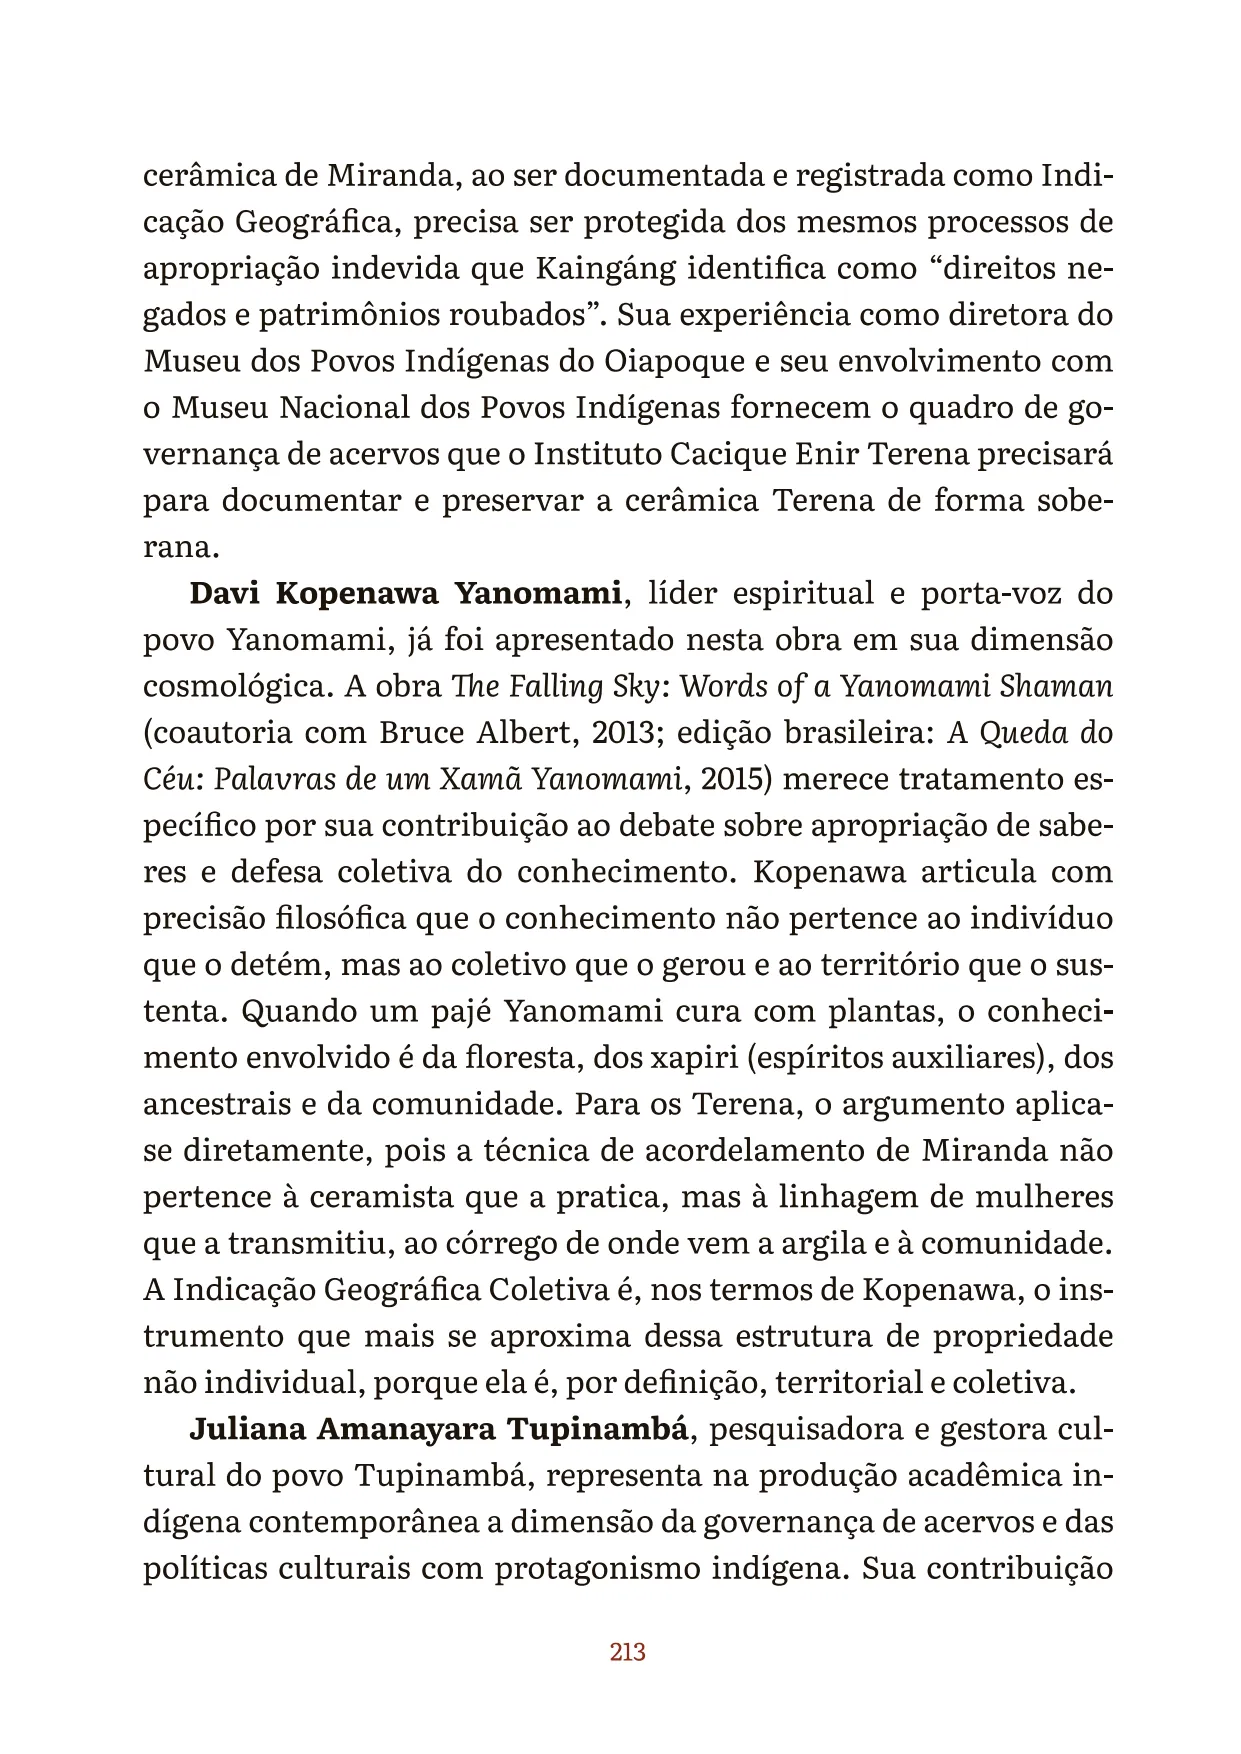 cerâmica de Miranda, ao ser documentada e registrada como Indi-
cação Geográfica, precisa ser protegida dos mesmos processos de
apropriação indevida que Kaingáng identifica como “direitos ne-
gados e patrimônios roubados”. Sua experiência como diretora do
Museu dos Povos Indígenas do Oiapoque e seu envolvimento com
o Museu Nacional dos Povos Indígenas fornecem o quadro de go-
vernança de acervos que o Instituto Cacique Enir Terena precisará
para documentar e preservar a cerâmica Terena de forma sobe-
rana.
Davi Kopenawa Yanomami, líder espiritual e porta-voz do
povo Yanomami, já foi apresentado nesta obra em sua dimensão
cosmológica. A obra The Falling Sky: Words of a Yanomami Shaman
(coautoria com Bruce Albert, 2013; edição brasileira: A Queda do
Céu: Palavras de um Xamã Yanomami, 2015) merece tratamento es-
pecífico por sua contribuição ao debate sobre apropriação de sabe-
res e defesa coletiva do conhecimento. Kopenawa articula com
precisão filosófica que o conhecimento não pertence ao indivíduo
que o detém, mas ao coletivo que o gerou e ao território que o sus-
tenta. Quando um pajé Yanomami cura com plantas, o conheci-
mento envolvido é da floresta, dos xapiri (espíritos auxiliares), dos
ancestrais e da comunidade. Para os Terena, o argumento aplica-
se diretamente, pois a técnica de acordelamento de Miranda não
pertence à ceramista que a pratica, mas à linhagem de mulheres
que a transmitiu, ao córrego de onde vem a argila e à comunidade.
A Indicação Geográfica Coletiva é, nos termos de Kopenawa, o ins-
trumento que mais se aproxima dessa estrutura de propriedade
não individual, porque ela é, por definição, territorial e coletiva.
Juliana Amanayara Tupinambá, pesquisadora e gestora cul-
tural do povo Tupinambá, representa na produção acadêmica in-
dígena contemporânea a dimensão da governança de acervos e das
políticas culturais com protagonismo indígena. Sua contribuição
213